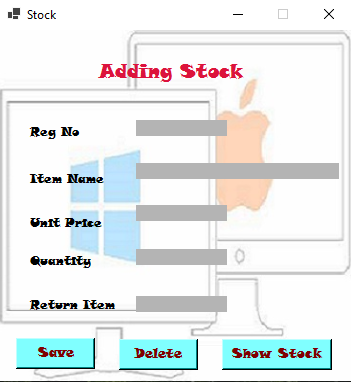 Stock
Adding Stock
Reg No
Item Name
Unit Price
Quantity
Return Item
Save
Delete
Show Stock